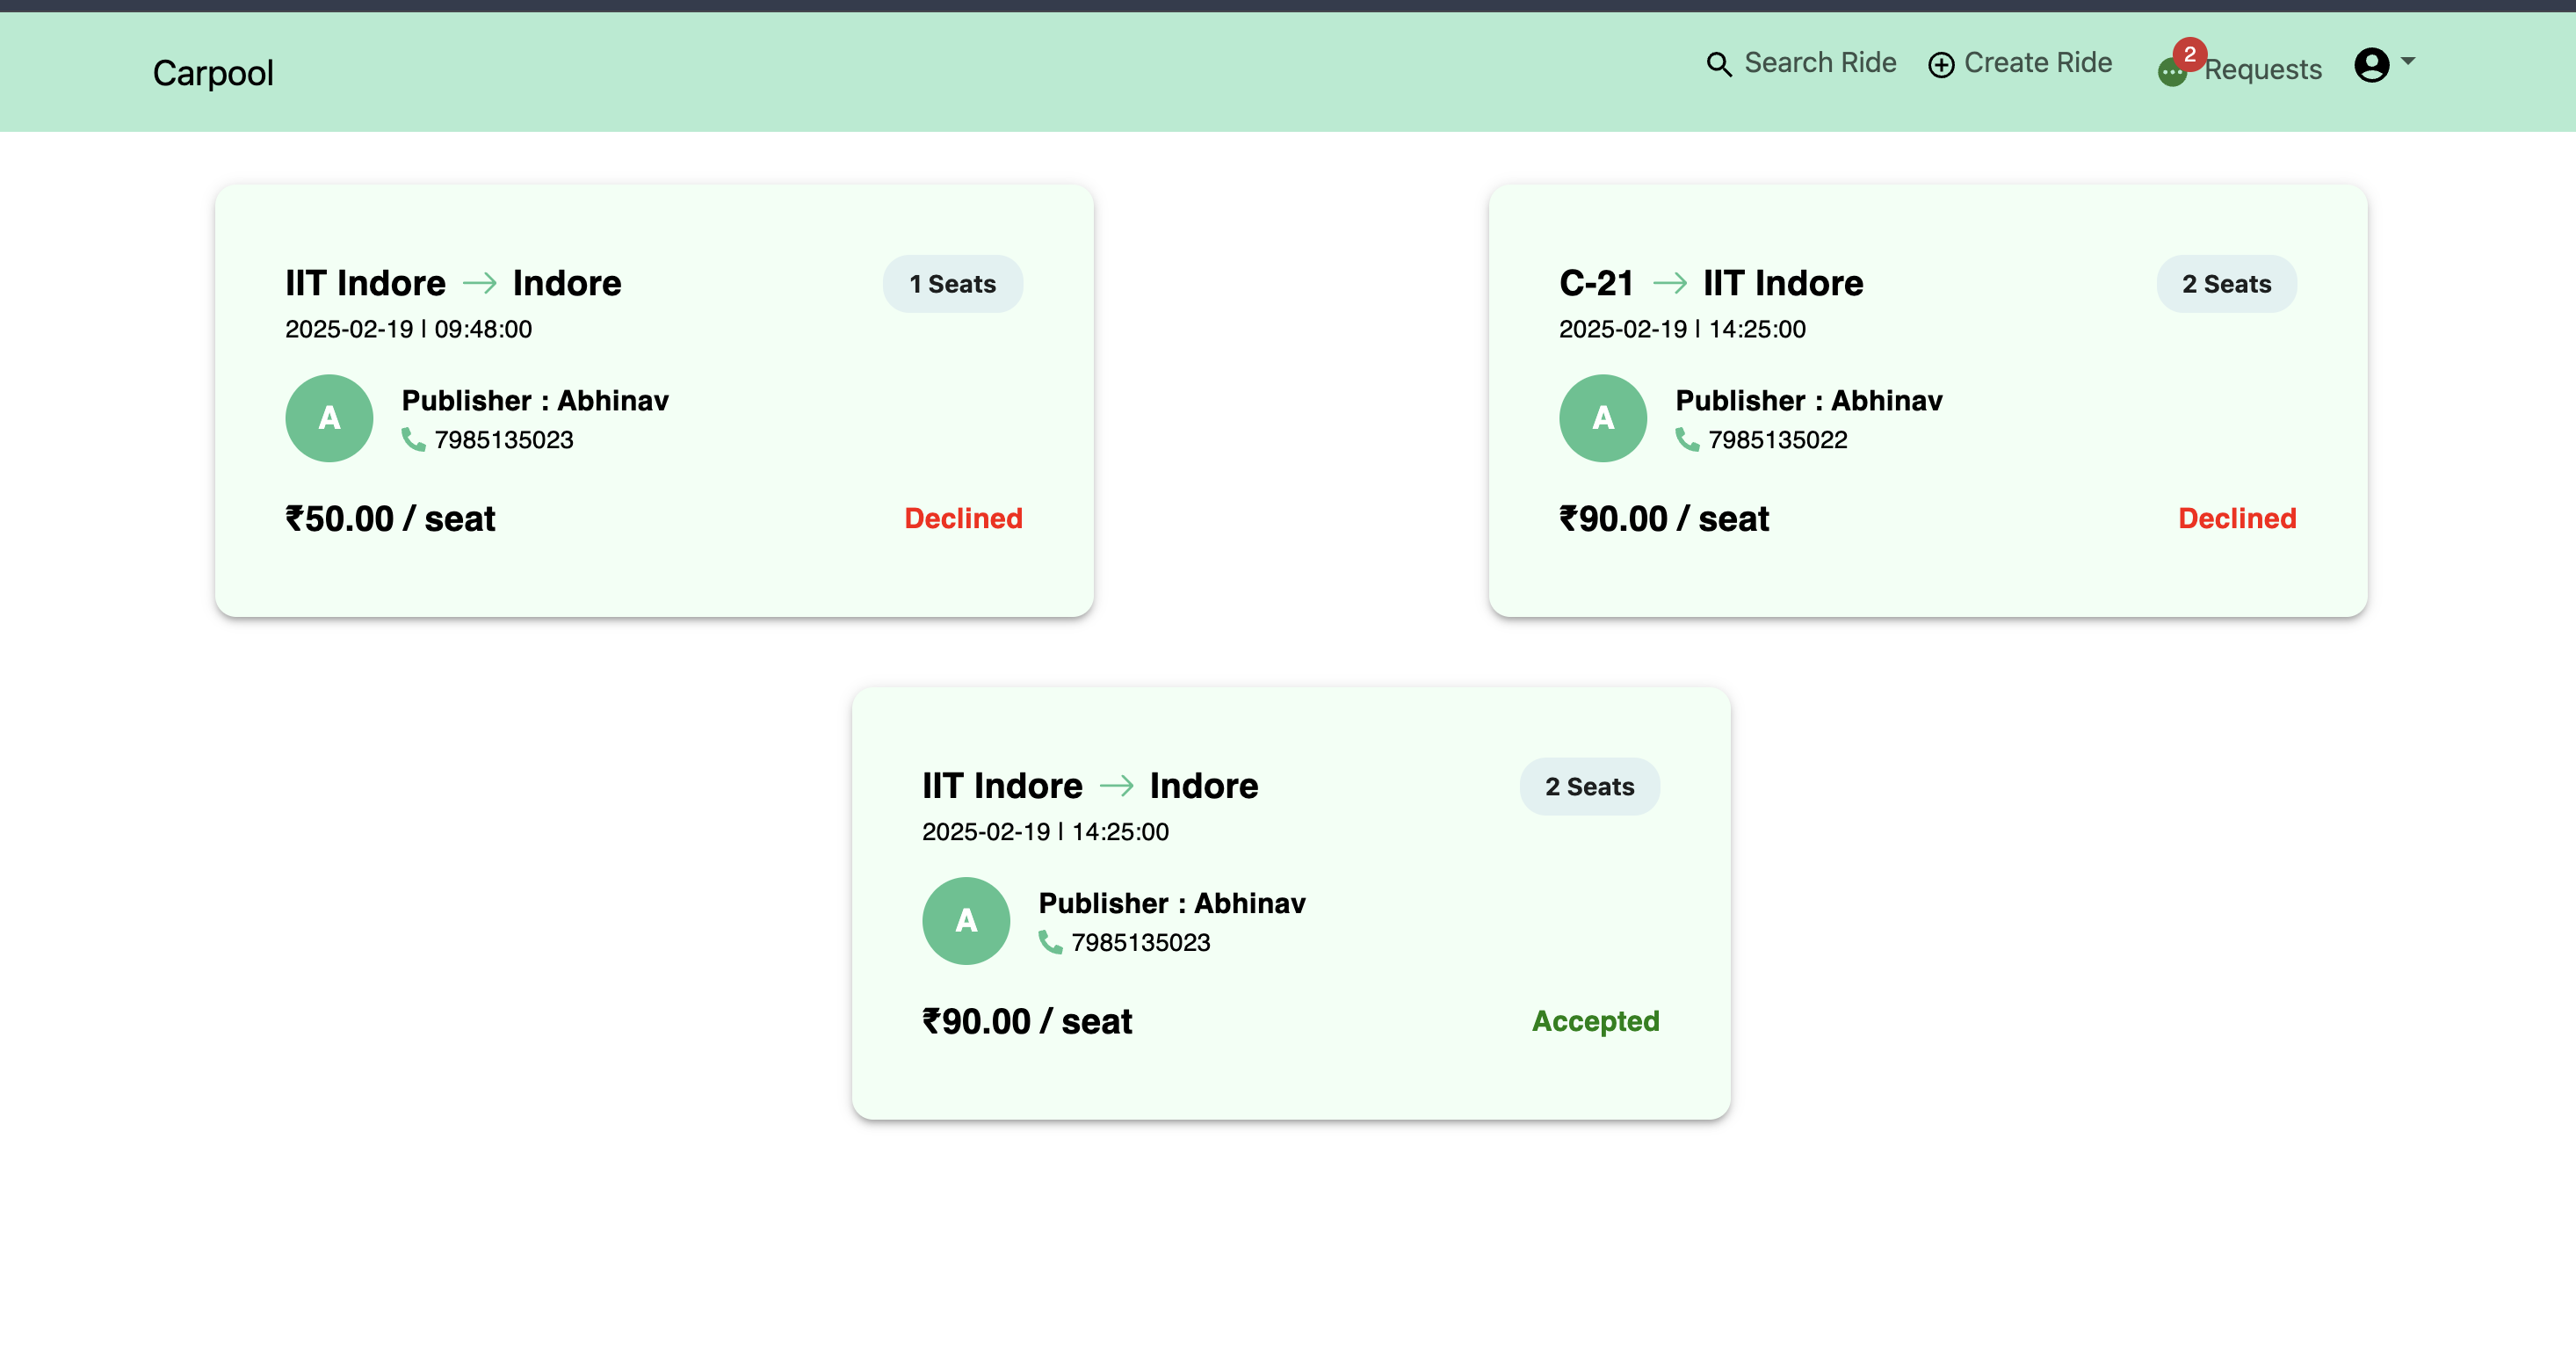 Carpool
Search Ride
Create Ride
2
Requests
IIT Indore → Indore
1 Seats
2025-02-19 | 09:48:00
A
Publisher : Abhinav
7985135023
₹50.00 / seat
Declined
C-21 → IIT Indore
2 Seats
2025-02-19 | 14:25:00
A
Publisher : Abhinav
7985135022
₹90.00 / seat
Declined
IIT Indore → Indore
2 Seats
2025-02-19 | 14:25:00
A
Publisher : Abhinav
7985135023
₹90.00 / seat
Accepted